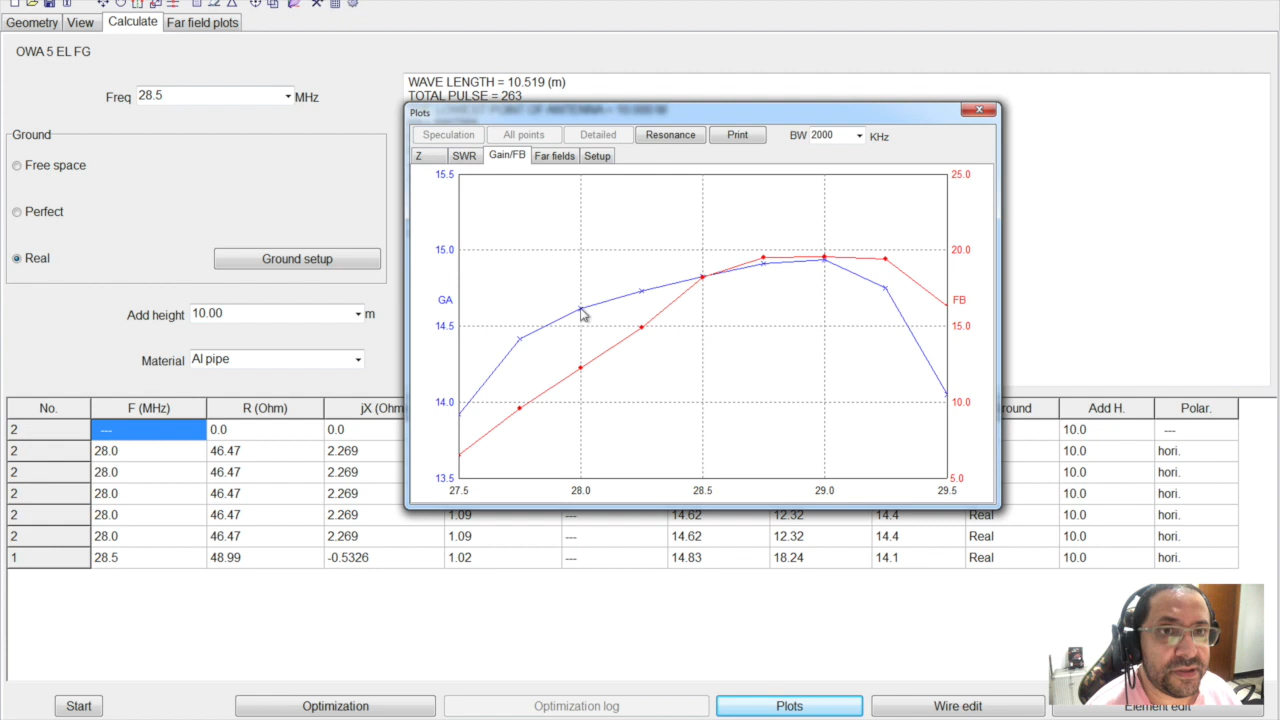 Geometry View Calculate Far field plots
OWA 5 EL FG
Freq 28.5 MHz
WAVE LENGTH = 10.519 (m)
TOTAL PULSE = 263
Ground
Free space
Perfect
Real
Ground setup
Add height 10.00 m
Material Al pipe
Plots
Speculation All points Detailed Resonance Print BW 2000 KHz
Z SWR Gain/FB Far fields Setup
15.5 25.0
15.0 20.0
GA FB
14.5 15.0
14.0 10.0
13.5 5.0
27.5 28.0 28.5 29.0 29.5
No. F (MHz) R (Ohm) jX (Ohm Add H. Polar.
2 --- 0.0 0.0 10.0 ---
2 28.0 46.47 2.269 10.0 hori.
2 28.0 46.47 2.269 10.0 hori.
2 28.0 46.47 2.269 10.0 hori.
2 28.0 46.47 2.269 1.09 --- 14.62 12.32 14.4 Real 10.0 hori.
2 28.0 46.47 2.269 1.09 --- 14.62 12.32 14.4 Real 10.0 hori.
1 28.5 48.99 -0.5326 1.02 --- 14.83 18.24 14.1 Real 10.0 hori.
Start Optimization Optimization log Plots Wire edit Element edit